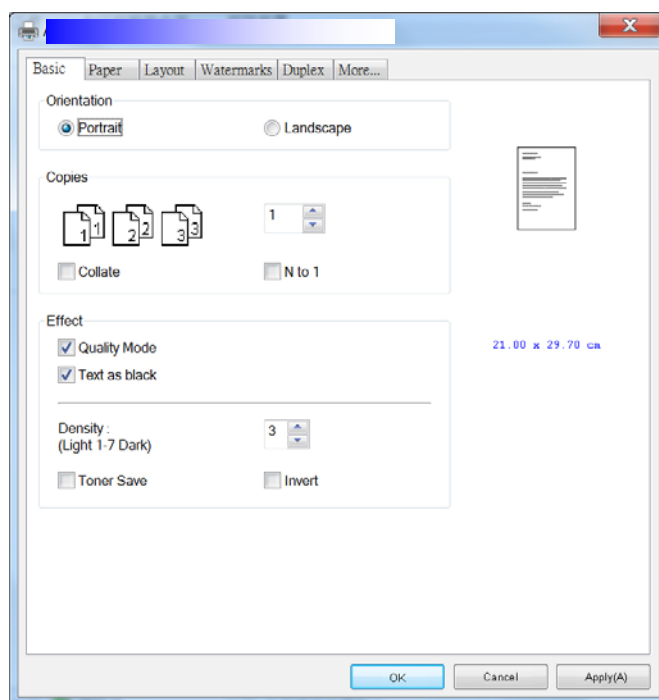 Basic Paper Layout Watermarks Duplex More...
Orientation
Portrait Landscape
Copies
1 1 2 2 3 3 1
Collate N to 1
Effect
Quality Mode
21.00 x 29.70 cm
Text as black
Density : 3
(Light 1-7 Dark)
Toner Save Invert
OK Cancel Apply(A)